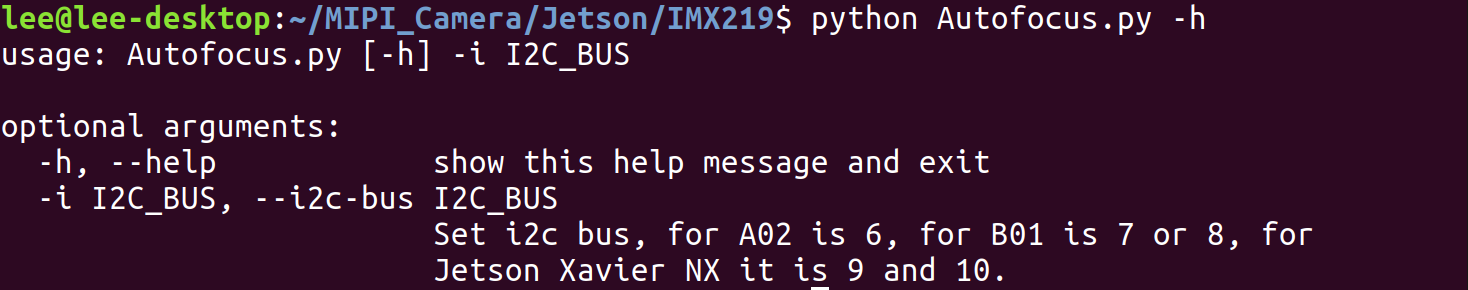 lee@lee-desktop:~/MIPI_Camera/Jetson/IMX219$ python Autofocus.py -h
usage: Autofocus.py [-h] -i I2C_BUS

optional arguments:
  -h, --help            show this help message and exit
  -i I2C_BUS, --i2c-bus I2C_BUS
                        Set i2c bus, for A02 is 6, for B01 is 7 or 8, for
                        Jetson Xavier NX it is 9 and 10.